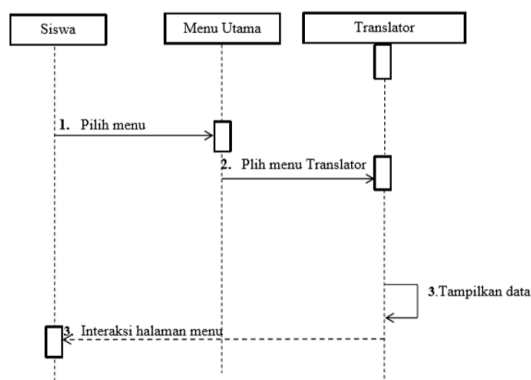 Siswa
Menu Utama
Translator
1. Pilih menu
2. Plih menu Translator
3.Tampilkan data
3. Interaksi halaman menu